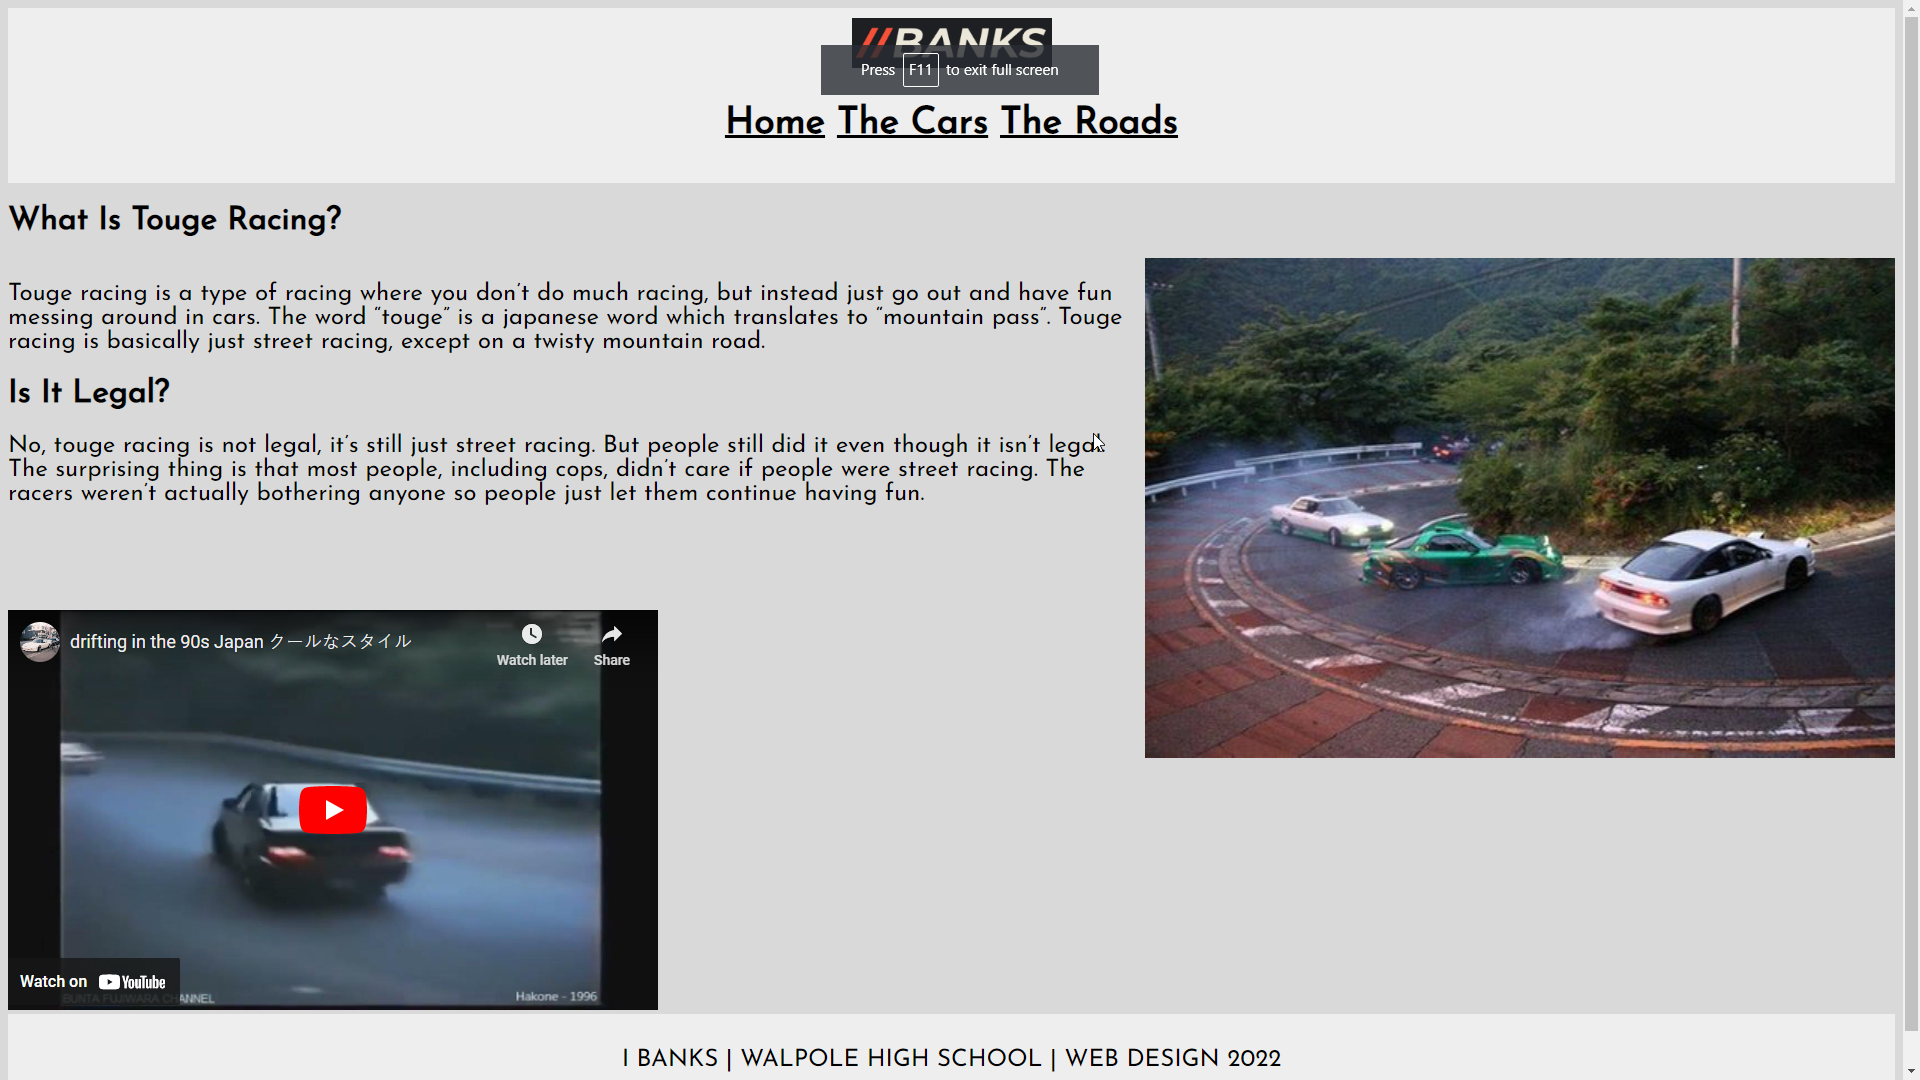 //BANKS
Press F11 to exit full screen
Home The Cars The Roads
What Is Touge Racing?
Touge racing is a type of racing where you don't do much racing, but instead just go out and have fun
messing around in cars. The word “touge” is a japanese word which translates to “mountain pass”. Touge
racing is basically just street racing, except on a twisty mountain road.
Is It Legal?
No, touge racing is not legal, it's still just street racing. But people still did it even though it isn't legal.
The surprising thing is that most people, including cops, didn't care if people were street racing. The
racers weren't actually bothering anyone so people just let them continue having fun.
drifting in the 90s Japan クールなスタイル
Watch later
Share
Watch on YouTube
BUNTA FUJIWARA CHANNEL
Hakone - 1996
I BANKS | WALPOLE HIGH SCHOOL | WEB DESIGN 2022